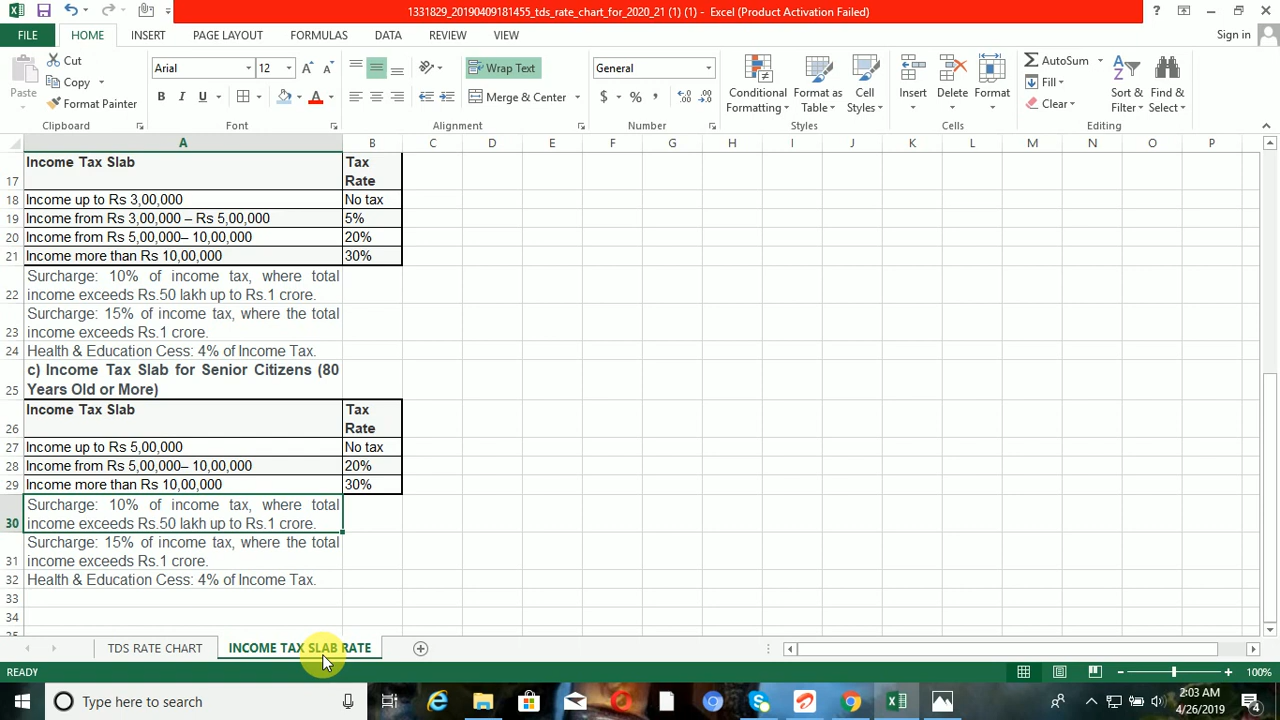 1331829_20190409181455_tds_rate_chart_for_2020_21 (1) (1) - Excel (Product Activation Failed)
FILE HOME INSERT PAGE LAYOUT FORMULAS DATA REVIEW VIEW Sign in
Paste Cut Copy Format Painter
Arial 12
B I U
Wrap Text
Merge & Center
General
$ % ,
Conditional Formatting
Format as Table
Cell Styles
Insert Delete Format
AutoSum Fill Clear
Sort & Filter
Find & Select
Clipboard Font Alignment Number Styles Cells Editing
A B C D E F G H I J K L M N O P
Income Tax Slab Tax
17 Rate
18 Income up to Rs 3,00,000 No tax
19 Income from Rs 3,00,000 – Rs 5,00,000 5%
20 Income from Rs 5,00,000– 10,00,000 20%
21 Income more than Rs 10,00,000 30%
Surcharge: 10% of income tax, where total
22 income exceeds Rs.50 lakh up to Rs.1 crore.
Surcharge: 15% of income tax, where the total
23 income exceeds Rs.1 crore.
24 Health & Education Cess: 4% of Income Tax.
c) Income Tax Slab for Senior Citizens (80
25 Years Old or More)
Income Tax Slab Tax
26 Rate
27 Income up to Rs 5,00,000 No tax
28 Income from Rs 5,00,000– 10,00,000 20%
29 Income more than Rs 10,00,000 30%
Surcharge: 10% of income tax, where total
30 income exceeds Rs.50 lakh up to Rs.1 crore.
Surcharge: 15% of income tax, where the total
31 income exceeds Rs.1 crore.
32 Health & Education Cess: 4% of Income Tax.
33
34
35
TDS RATE CHART INCOME TAX SLAB RATE
READY 100%
Type here to search
2:03 AM
4/26/2019
4